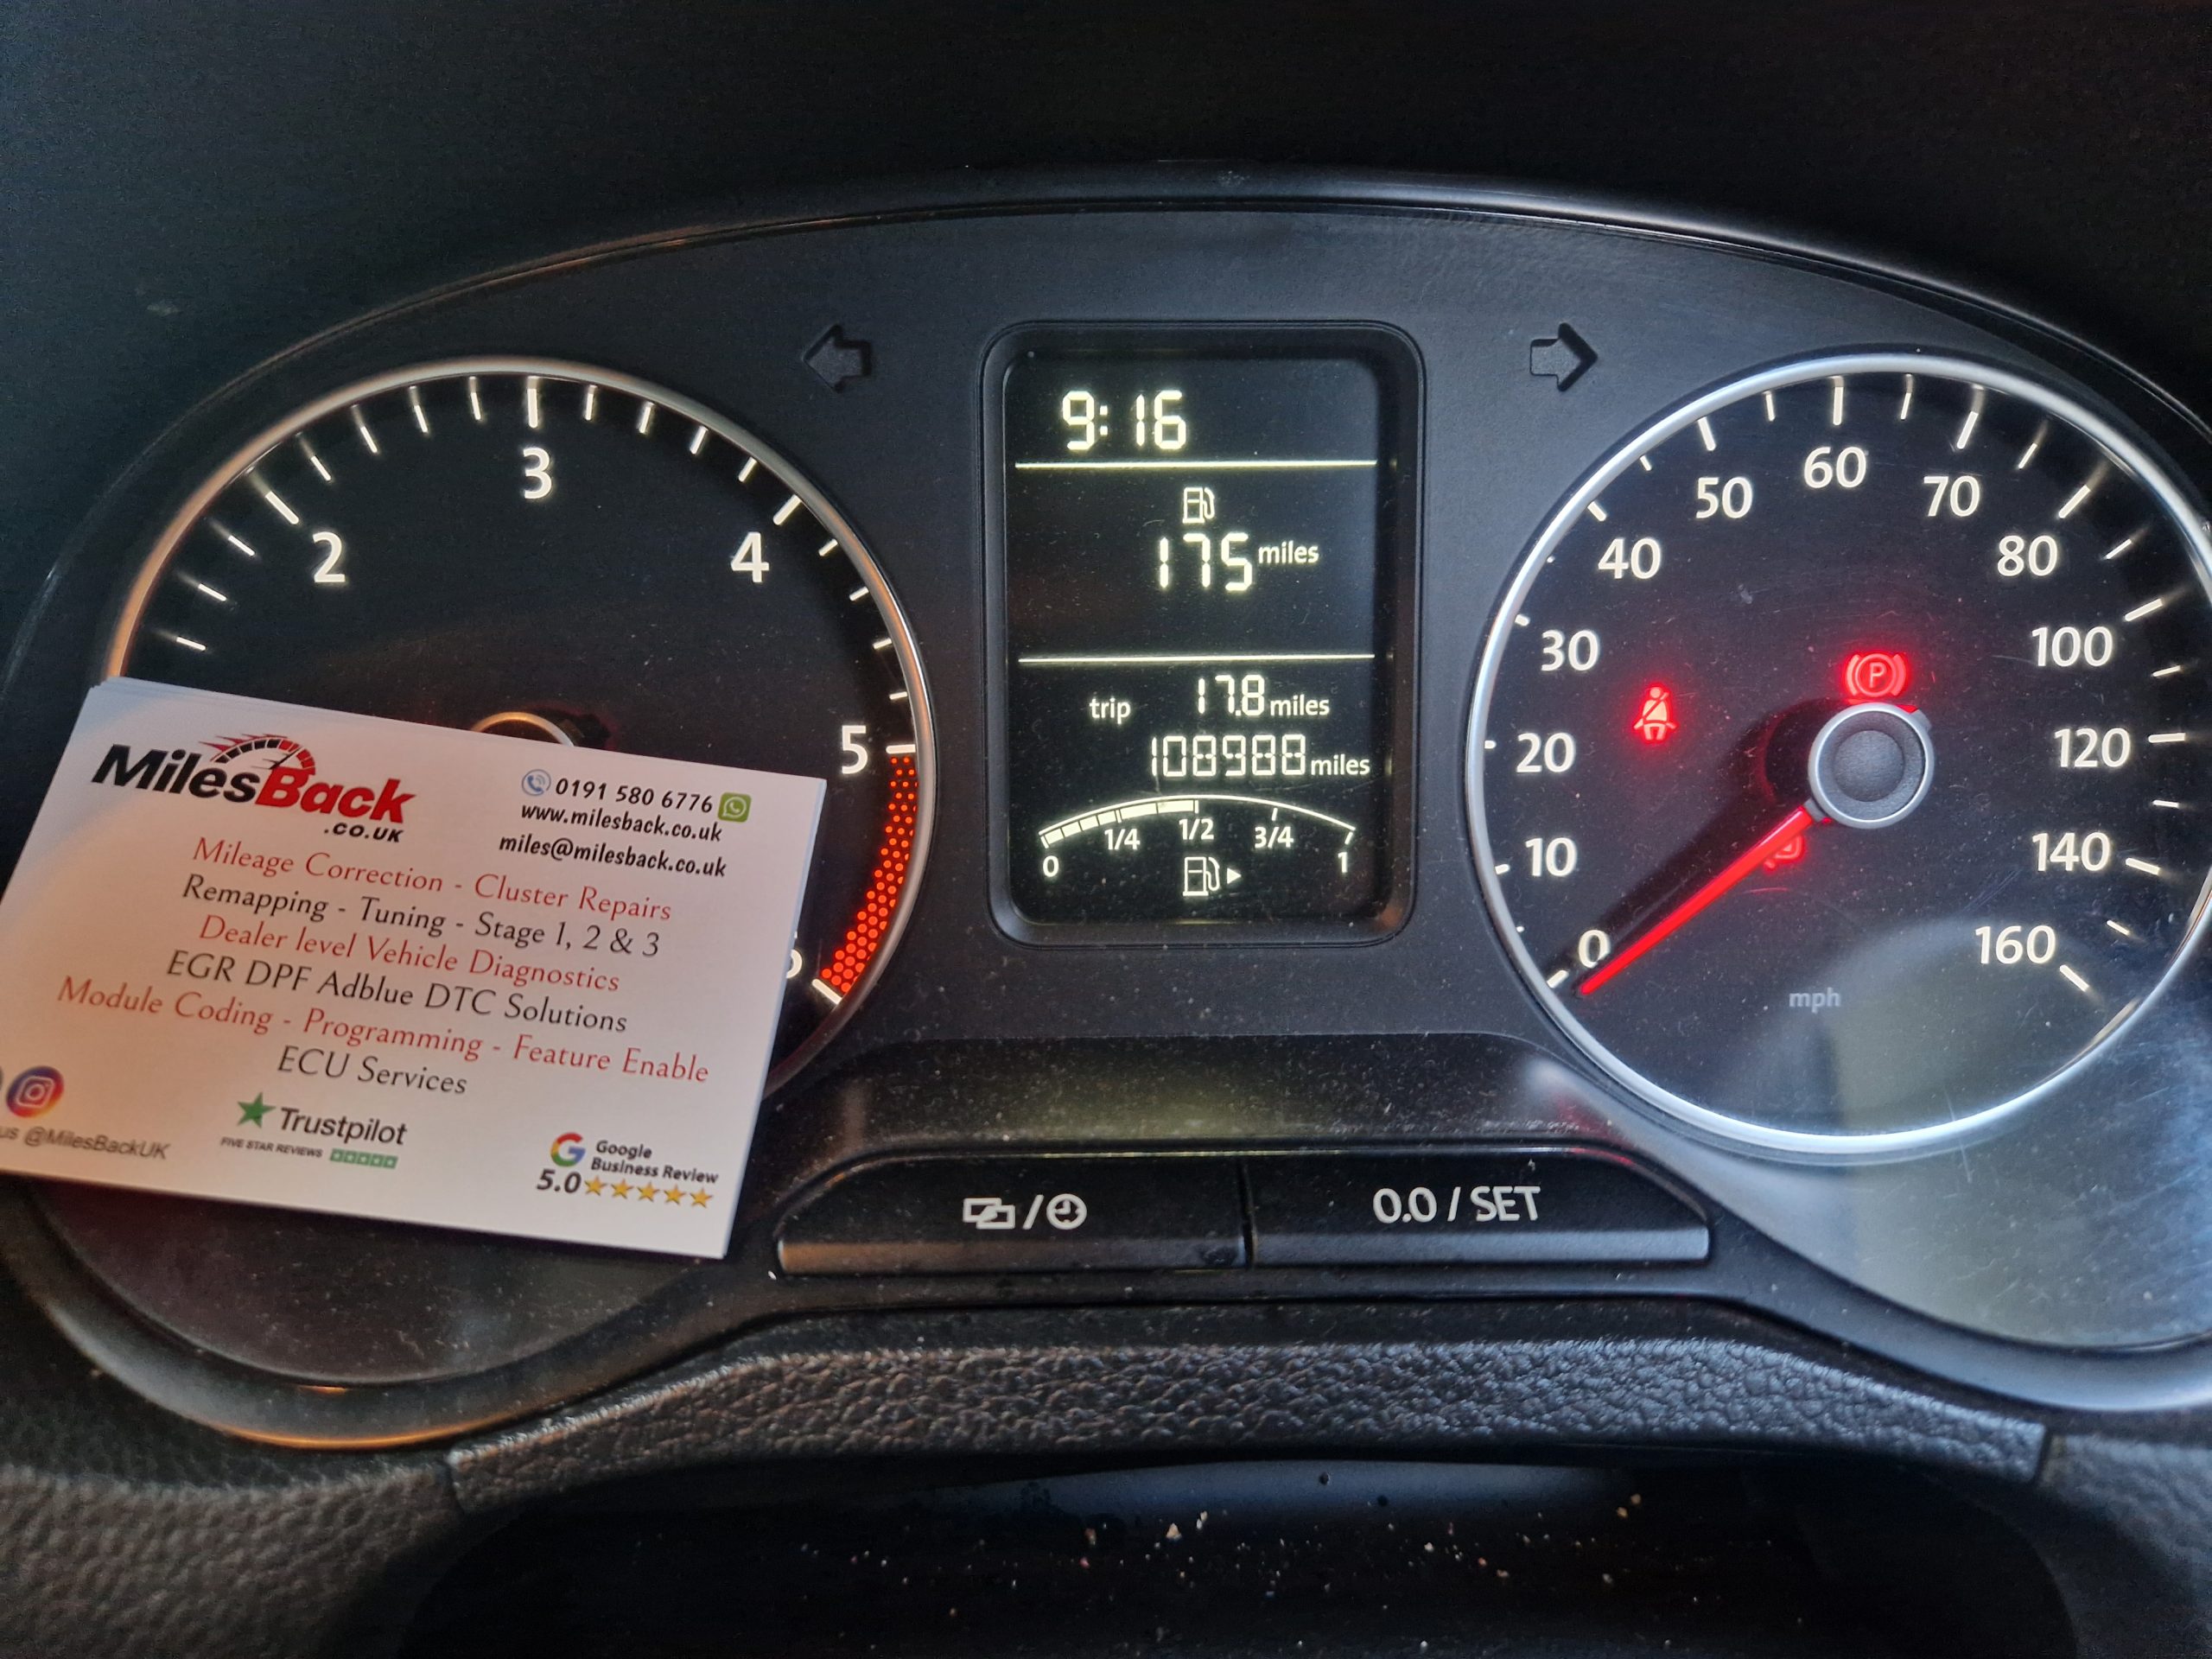 9:16
175 miles
trip 17.8 miles
108988 miles
0 1/4 1/2 3/4 1
2
3
4
5
0
10
20
30
40
50
60
70
80
100
120
140
160
P
mph
0.0 / SET
MilesBack
.CO.UK
0191 580 6776
www.milesback.co.uk
miles@milesback.co.uk
Mileage Correction - Cluster Repairs
Remapping - Tuning - Stage 1, 2 & 3
Dealer level Vehicle Diagnostics
EGR DPF Adblue DTC Solutions
Module Coding - Programming - Feature Enable
ECU Services
us @MilesBackUK
Trustpilot
FIVE STAR REVIEWS
Google
Business Review
5.0